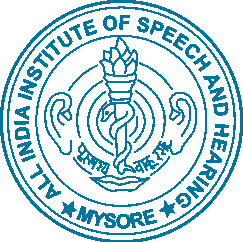 ALL INDIA INSTITUTE OF SPEECH AND HEARING
MYSORE